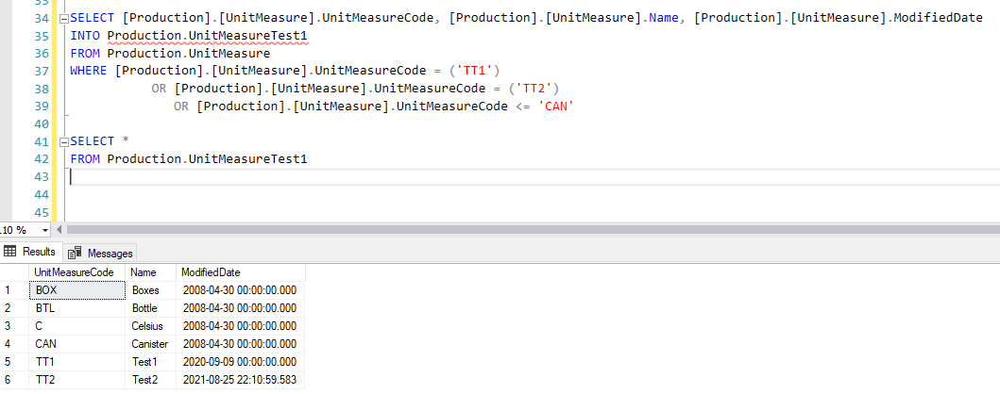 33
34 SELECT [Production].[UnitMeasure].UnitMeasureCode, [Production].[UnitMeasure].Name, [Production].[UnitMeasure].ModifiedDate
35 INTO Production.UnitMeasureTest1
36 FROM Production.UnitMeasure
37 WHERE [Production].[UnitMeasure].UnitMeasureCode = ('TT1')
38 OR [Production].[UnitMeasure].UnitMeasureCode = ('TT2')
39 OR [Production].[UnitMeasure].UnitMeasureCode <= 'CAN'
40
41 SELECT *
42 FROM Production.UnitMeasureTest1
43
44
45
110 %
Results Messages
UnitMeasureCode Name ModifiedDate
1 BOX Boxes 2008-04-30 00:00:00.000
2 BTL Bottle 2008-04-30 00:00:00.000
3 C Celsius 2008-04-30 00:00:00.000
4 CAN Canister 2008-04-30 00:00:00.000
5 TT1 Test1 2020-09-09 00:00:00.000
6 TT2 Test2 2021-08-25 22:10:59.583